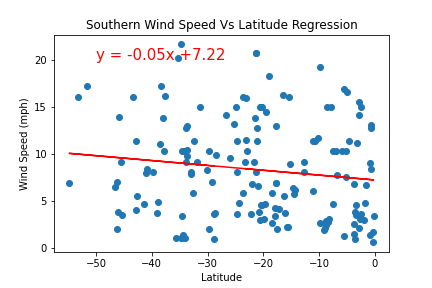 Southern Wind Speed Vs Latitude Regression
y = -0.05x +7.22
20
15
10
5
0
Wind Speed (mph)
−50 −40 −30 −20 −10 0
Latitude